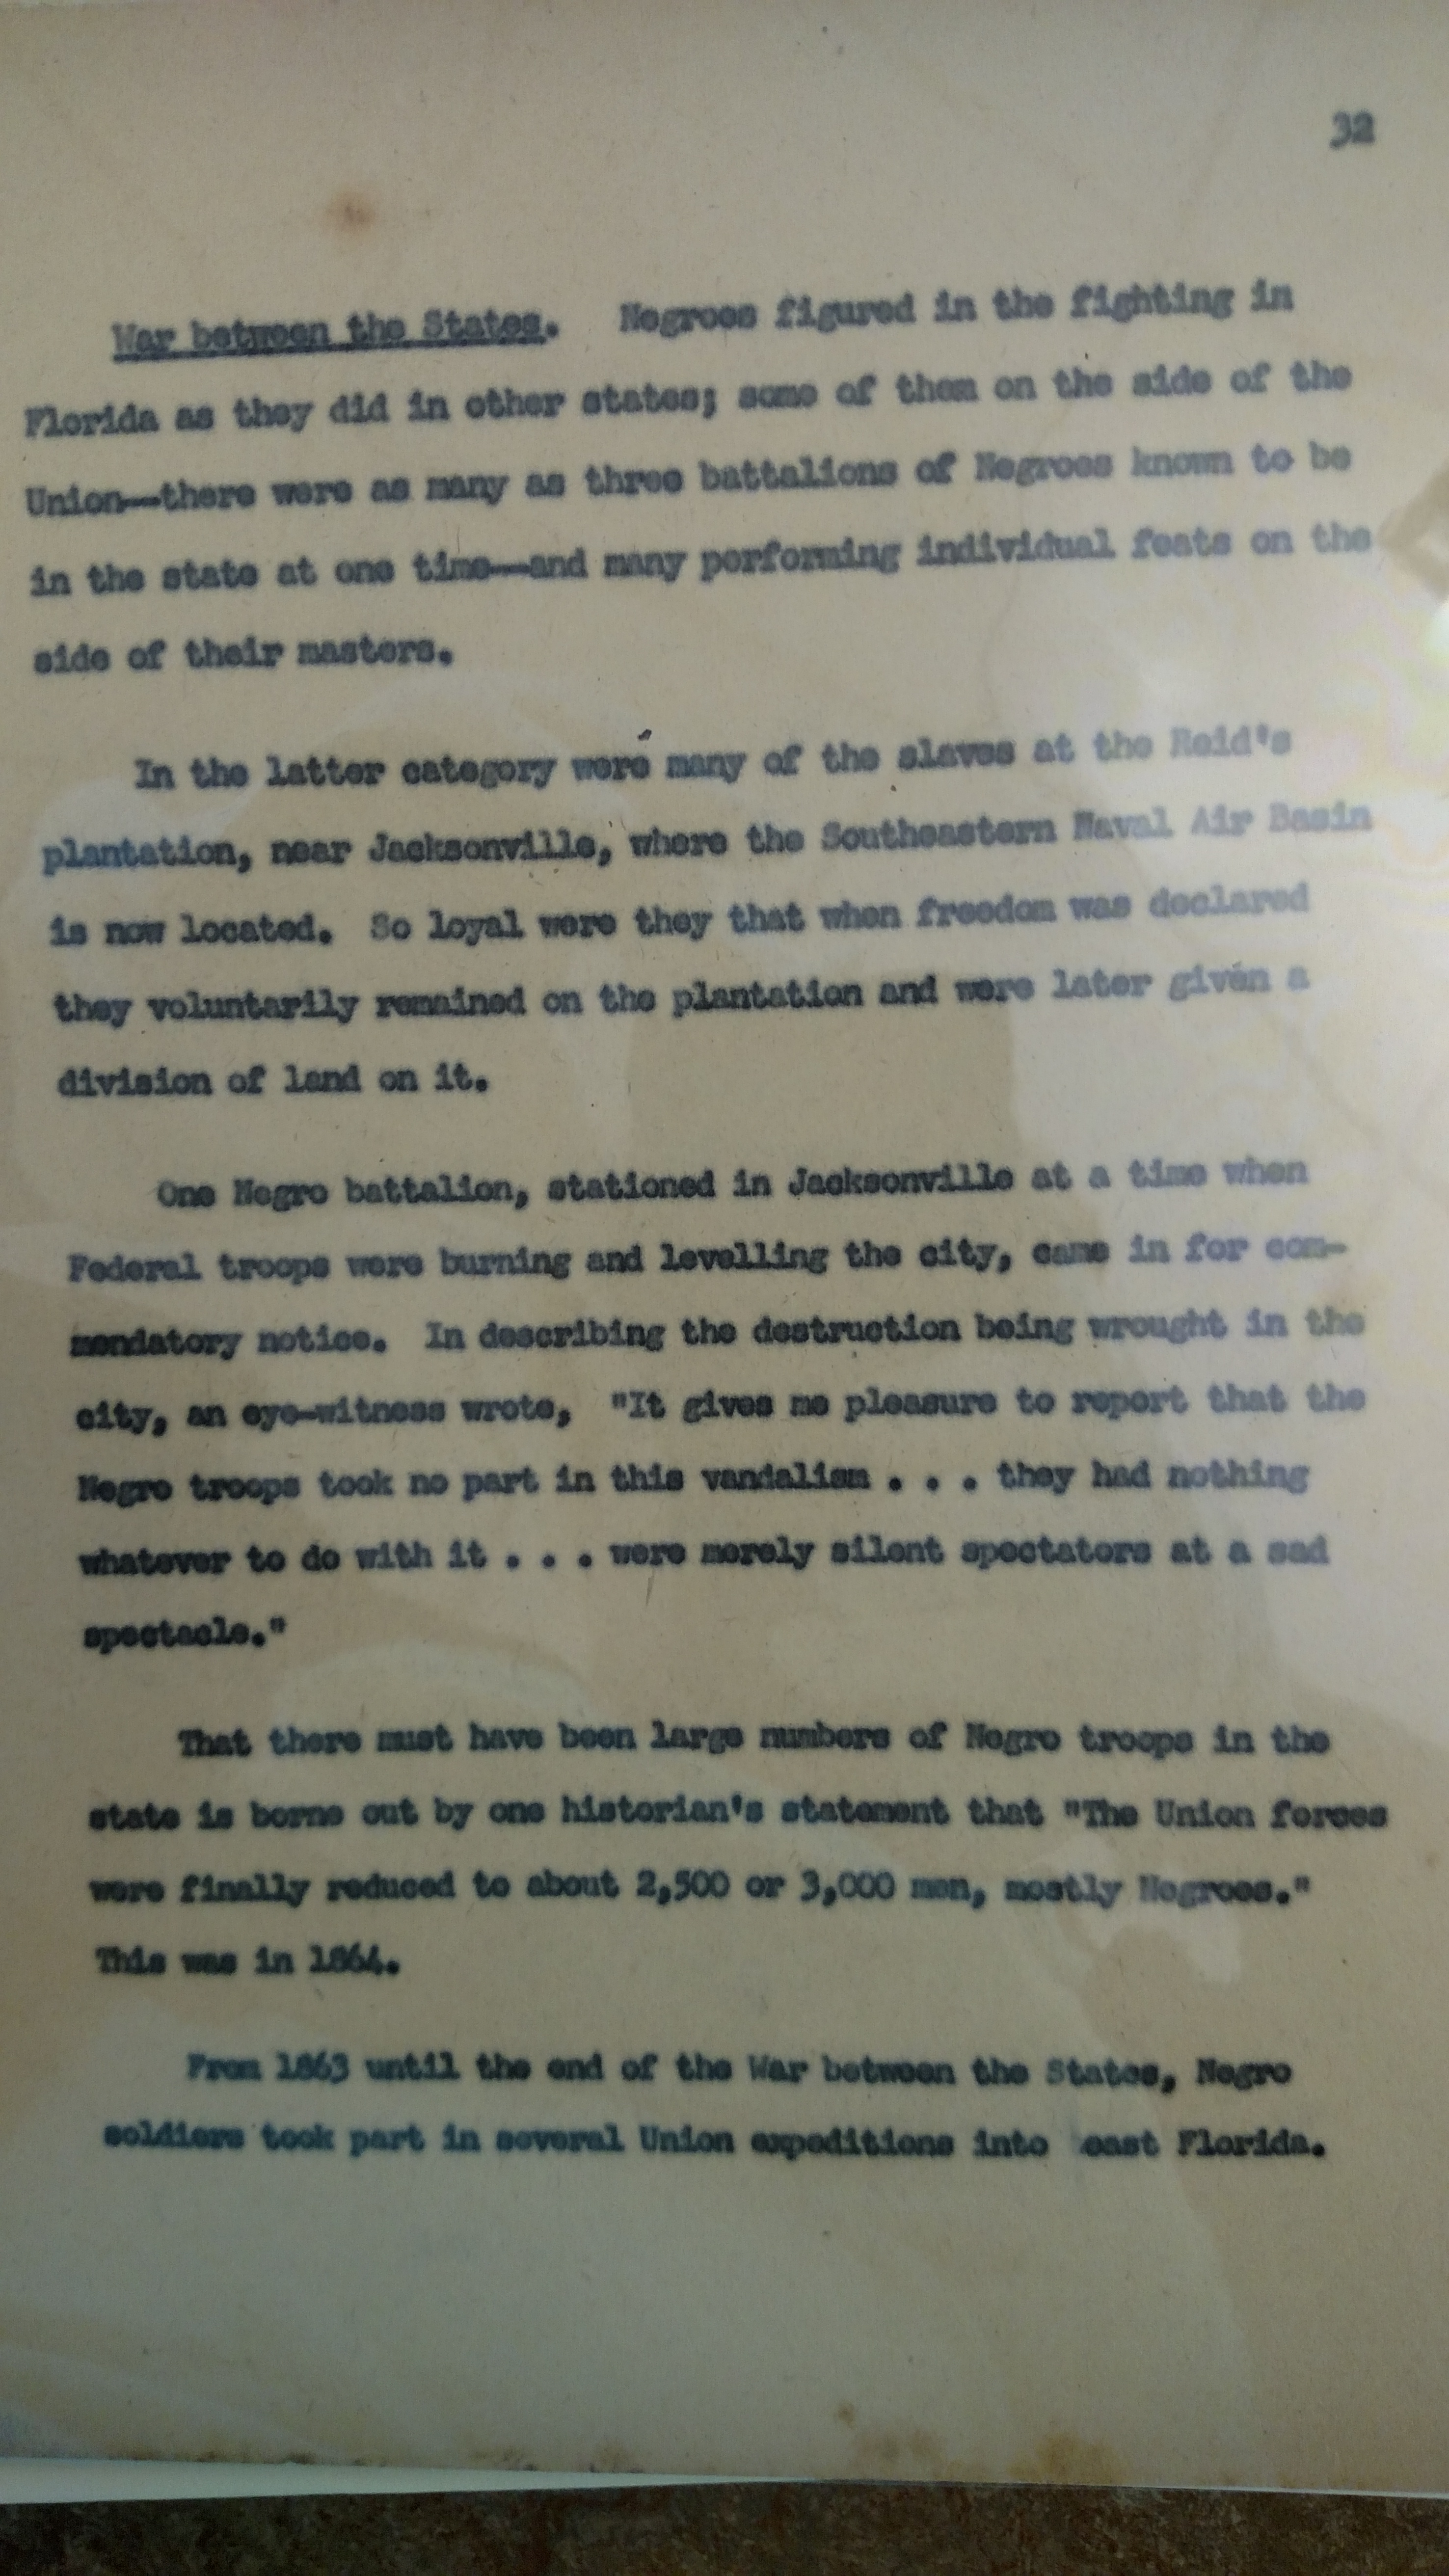 32
War between the States. Negroes figured in the fighting in
Florida as they did in other states; some of them on the side of the
Union--there were as many as three battalions of Negroes known to be
in the state at one time--and many performing individual feats on the
side of their masters.
In the latter category were many of the slaves at the Reid's
plantation, near Jacksonville, where the Southeastern Naval Air Basin
is now located. So loyal were they that when freedom was declared
they voluntarily remained on the plantation and were later given a
division of land on it.
One Negro battalion, stationed in Jacksonville at a time when
Federal troops were burning and levelling the city, came in for com-
mendatory notice. In describing the destruction being wrought in the
city, an eye-witness wrote, "It gives me pleasure to report that the
Negro troops took no part in this vandalism . . . they had nothing
whatever to do with it . . . were merely silent spectators at a sad
spectacle."
That there must have been large numbers of Negro troops in the
state is borne out by one historian's statement that "The Union forces
were finally reduced to about 2,500 or 3,000 men, mostly Negroes."
This was in 1864.
From 1863 until the end of the War between the States, Negro
soldiers took part in several Union expeditions into east Florida.